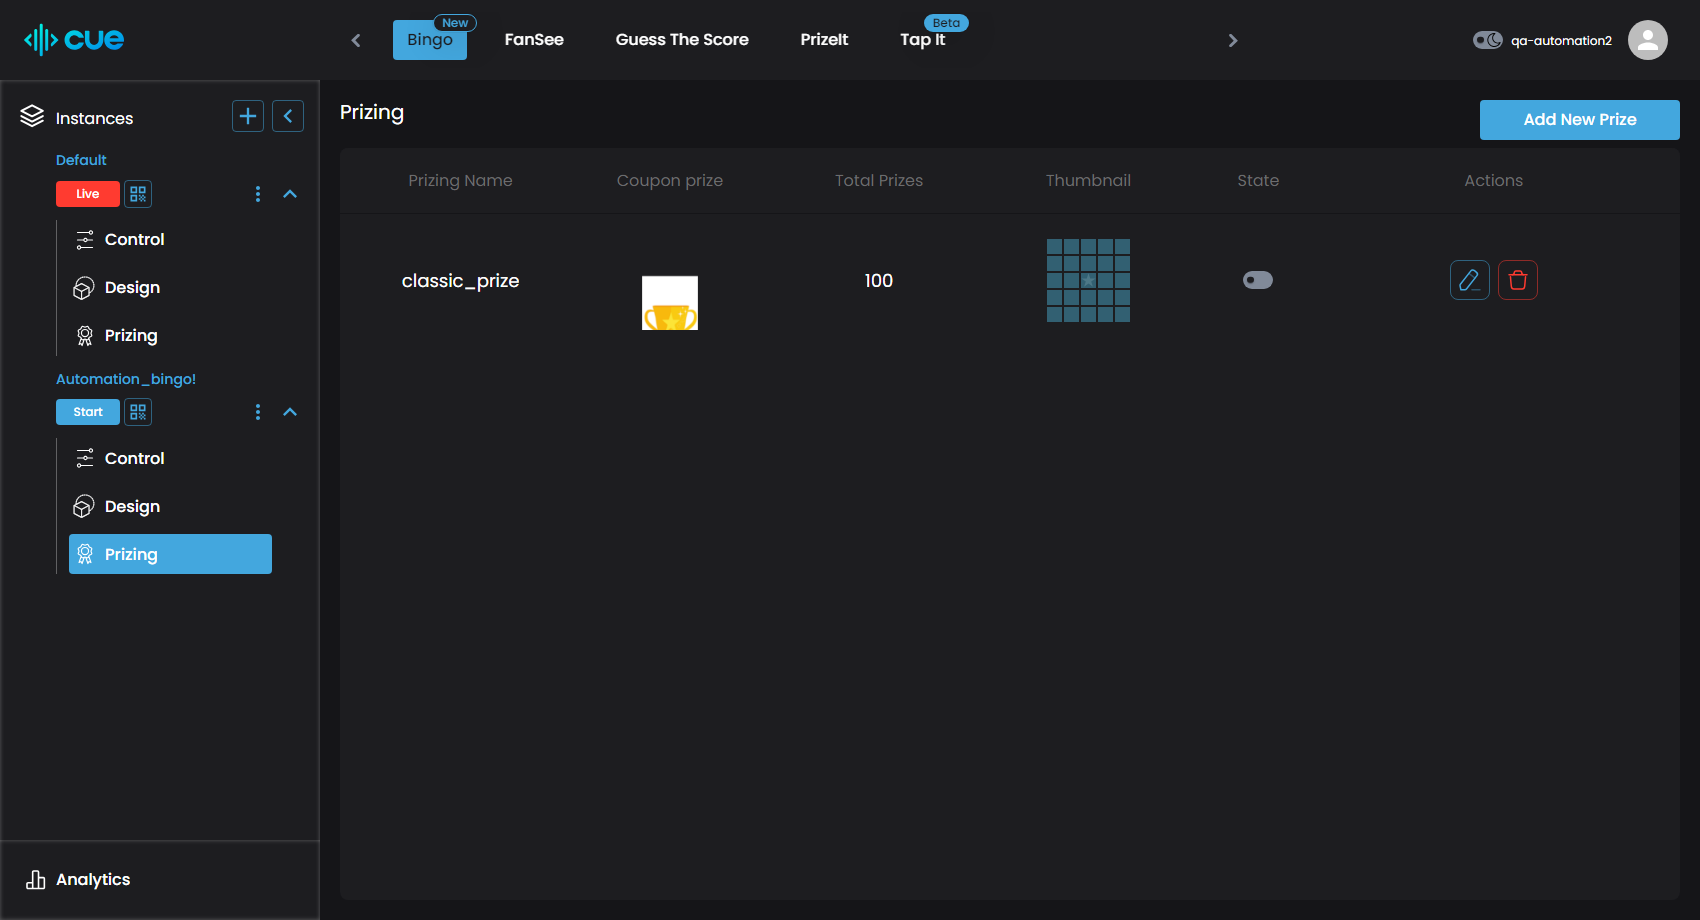 cue
Bingo
New
FanSee
Guess The Score
PrizeIt
Tap It
Beta
qa-automation2
Instances
Default
Live
Control
Design
Prizing
Automation_bingo!
Start
Control
Design
Prizing
Analytics
Prizing
Add New Prize
Prizing Name
Coupon prize
Total Prizes
Thumbnail
State
Actions
classic_prize
100